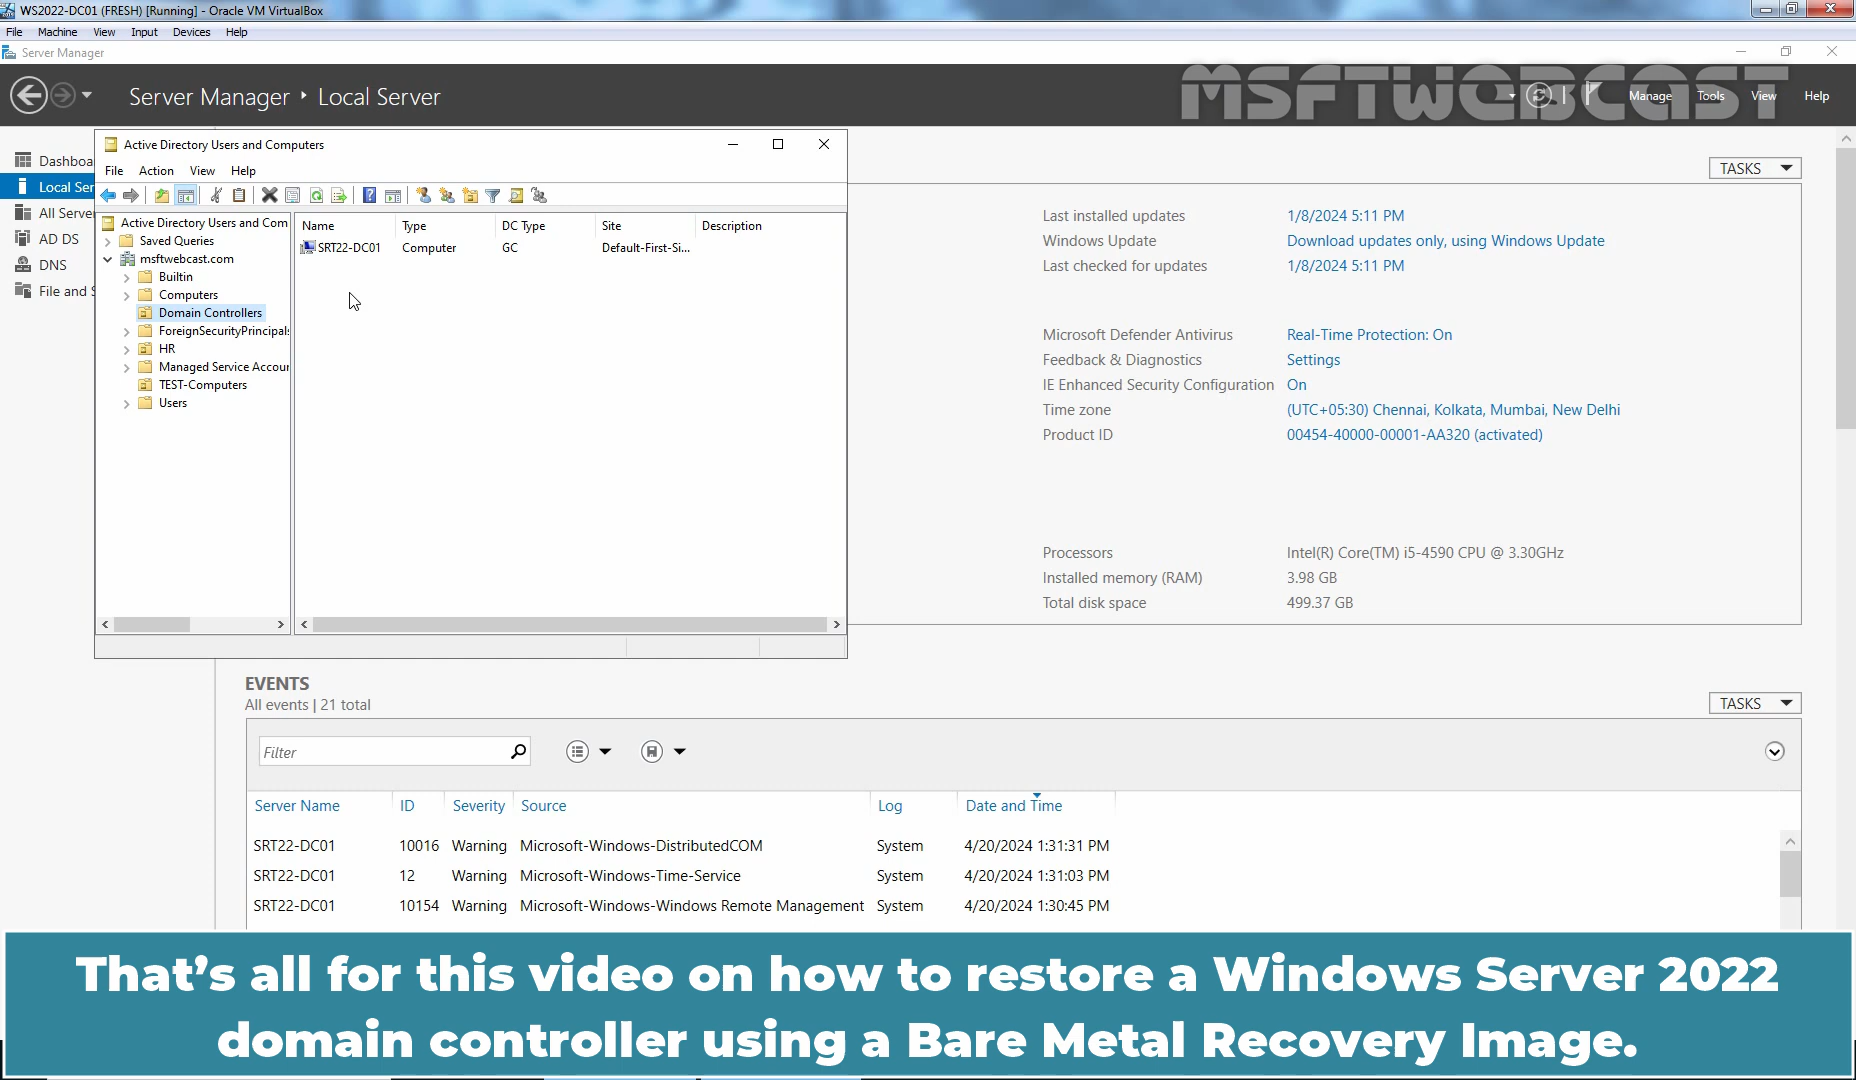 WS2022-DC01 (FRESH) [Running] - Oracle VM VirtualBox
File Machine View Input Devices Help
Server Manager
Server Manager Local Server
MSFTWEBCAST
Manage Tools View Help
Active Directory Users and Computers
File Action View Help
Dashboa
Local Ser
All Server
AD DS
DNS
File and S
Active Directory Users and Com
Saved Queries
msftwebcast.com
Builtin
Computers
Domain Controllers
ForeignSecurityPrincipals
HR
Managed Service Accour
TEST-Computers
Users
Name Type DC Type Site Description
SRT22-DC01 Computer GC Default-First-Si...
TASKS
Last installed updates 1/8/2024 5:11 PM
Windows Update Download updates only, using Windows Update
Last checked for updates 1/8/2024 5:11 PM
Microsoft Defender Antivirus Real-Time Protection: On
Feedback & Diagnostics Settings
IE Enhanced Security Configuration On
Time zone (UTC+05:30) Chennai, Kolkata, Mumbai, New Delhi
Product ID 00454-40000-00001-AA320 (activated)
Processors Intel(R) Core(TM) i5-4590 CPU @ 3.30GHz
Installed memory (RAM) 3.98 GB
Total disk space 499.37 GB
EVENTS
All events | 21 total
TASKS
Filter
Server Name ID Severity Source Log Date and Time
SRT22-DC01 10016 Warning Microsoft-Windows-DistributedCOM System 4/20/2024 1:31:31 PM
SRT22-DC01 12 Warning Microsoft-Windows-Time-Service System 4/20/2024 1:31:03 PM
SRT22-DC01 10154 Warning Microsoft-Windows-Windows Remote Management System 4/20/2024 1:30:45 PM
That's all for this video on how to restore a Windows Server 2022
domain controller using a Bare Metal Recovery Image.